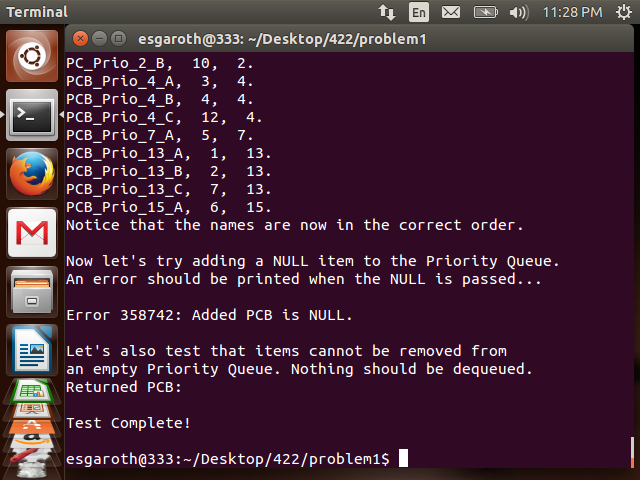 Terminal
En
11:28 PM
esgaroth@333: ~/Desktop/422/problem1
PC_Prio_2_B,  10,  2.
PCB_Prio_4_A,  3,  4.
PCB_Prio_4_B,  4,  4.
PCB_Prio_4_C,  12,  4.
PCB_Prio_7_A,  5,  7.
PCB_Prio_13_A,  1,  13.
PCB_Prio_13_B,  2,  13.
PCB_Prio_13_C,  7,  13.
PCB_Prio_15_A,  6,  15.
Notice that the names are now in the correct order.
Now let's try adding a NULL item to the Priority Queue.
An error should be printed when the NULL is passed...
Error 358742: Added PCB is NULL.
Let's also test that items cannot be removed from
an empty Priority Queue. Nothing should be dequeued.
Returned PCB:
Test Complete!
esgaroth@333:~/Desktop/422/problem1$